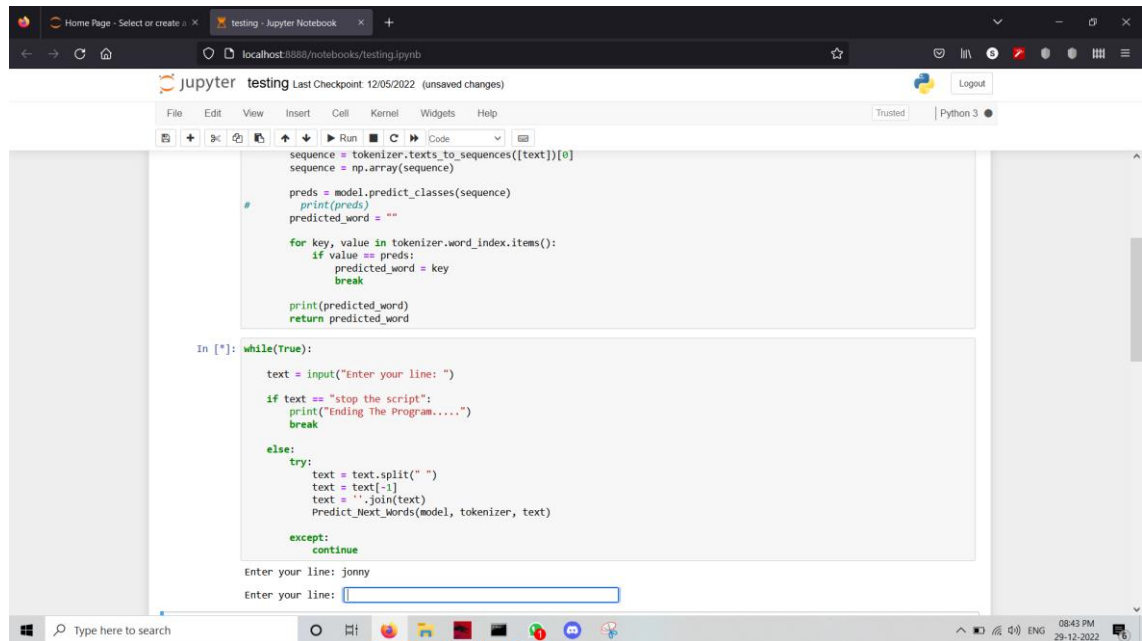 Home Page - Select or create a
testing - Jupyter Notebook
localhost:8888/notebooks/testing.ipynb
jupyter testing Last Checkpoint: 12/05/2022 (unsaved changes)
Logout
File Edit View Insert Cell Kernel Widgets Help
Trusted
Python 3
Run
Code
sequence = tokenizer.texts_to_sequences([text])[0]
sequence = np.array(sequence)
preds = model.predict_classes(sequence)
# print(preds)
predicted_word = ""
for key, value in tokenizer.word_index.items():
if value == preds:
predicted_word = key
break
print(predicted_word)
return predicted_word
In [*]: while(True):
text = input("Enter your line: ")
if text == "stop the script":
print("Ending The Program.....")
break
else:
try:
text = text.split(" ")
text = text[-1]
text = ''.join(text)
Predict_Next_Words(model, tokenizer, text)
except:
continue
Enter your line: jonny
Enter your line:
Type here to search
ENG
08:43 PM
29-12-2022